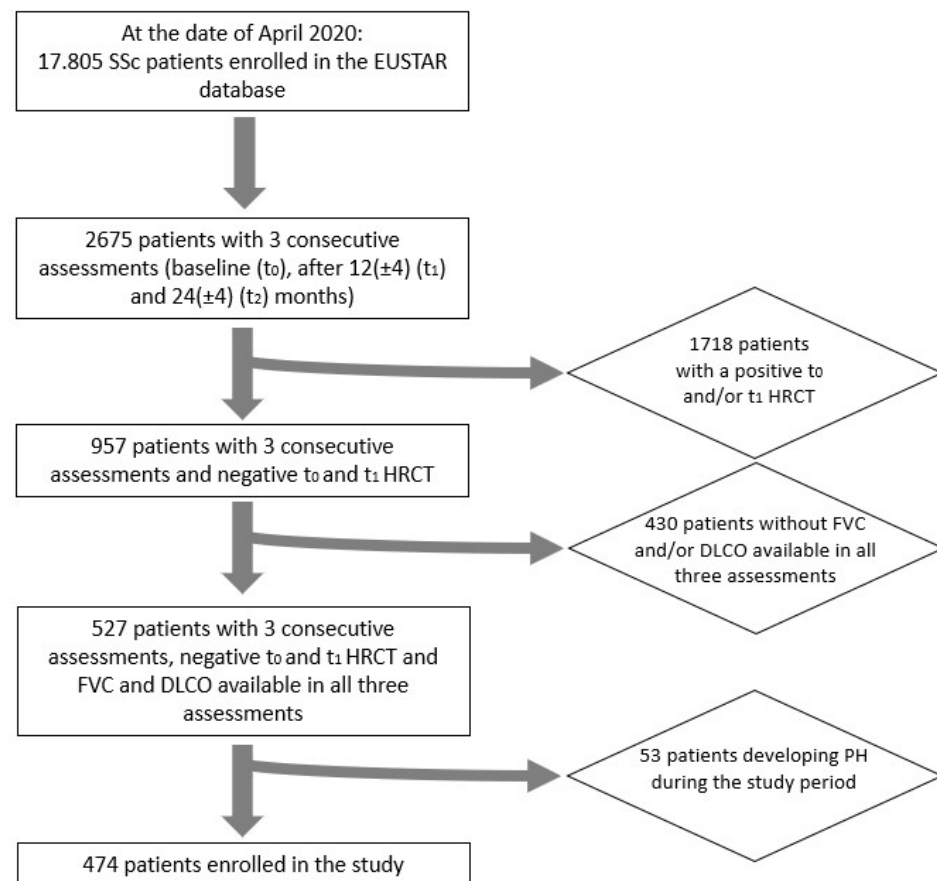 At the date of April 2020:
17.805 SSc patients enrolled in the EUSTAR
database
2675 patients with 3 consecutive
assessments (baseline (t₀), after 12(±4) (t₁)
and 24(±4) (t₂) months)
1718 patients
with a positive t₀
and/or t₁ HRCT
957 patients with 3 consecutive
assessments and negative t₀ and t₁ HRCT
430 patients without FVC
and/or DLCO available in all
three assessments
527 patients with 3 consecutive
assessments, negative t₀ and t₁ HRCT and
FVC and DLCO available in all three
assessments
53 patients developing PH
during the study period
474 patients enrolled in the study